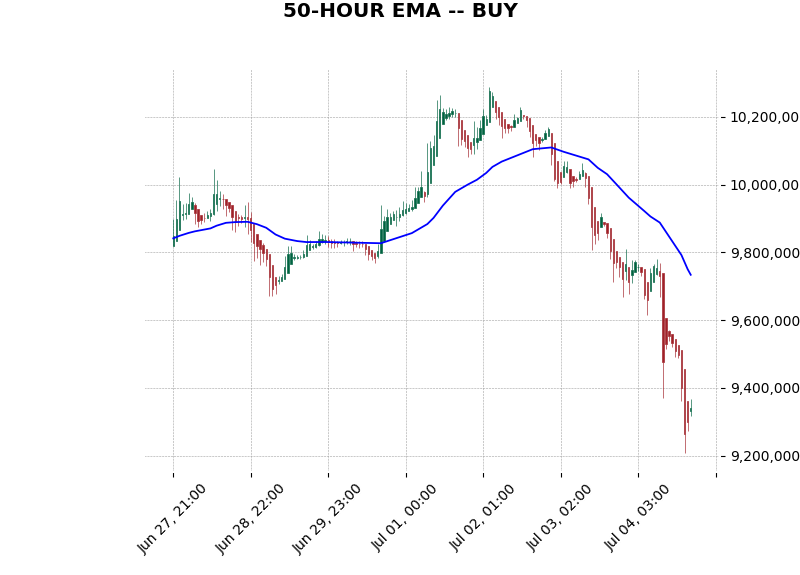 50-HOUR EMA -- BUY
10,200,000
10,000,000
9,800,000
9,600,000
9,400,000
9,200,000
Jun 27, 21:00
Jun 28, 22:00
Jun 29, 23:00
Jul 01, 00:00
Jul 02, 01:00
Jul 03, 02:00
Jul 04, 03:00